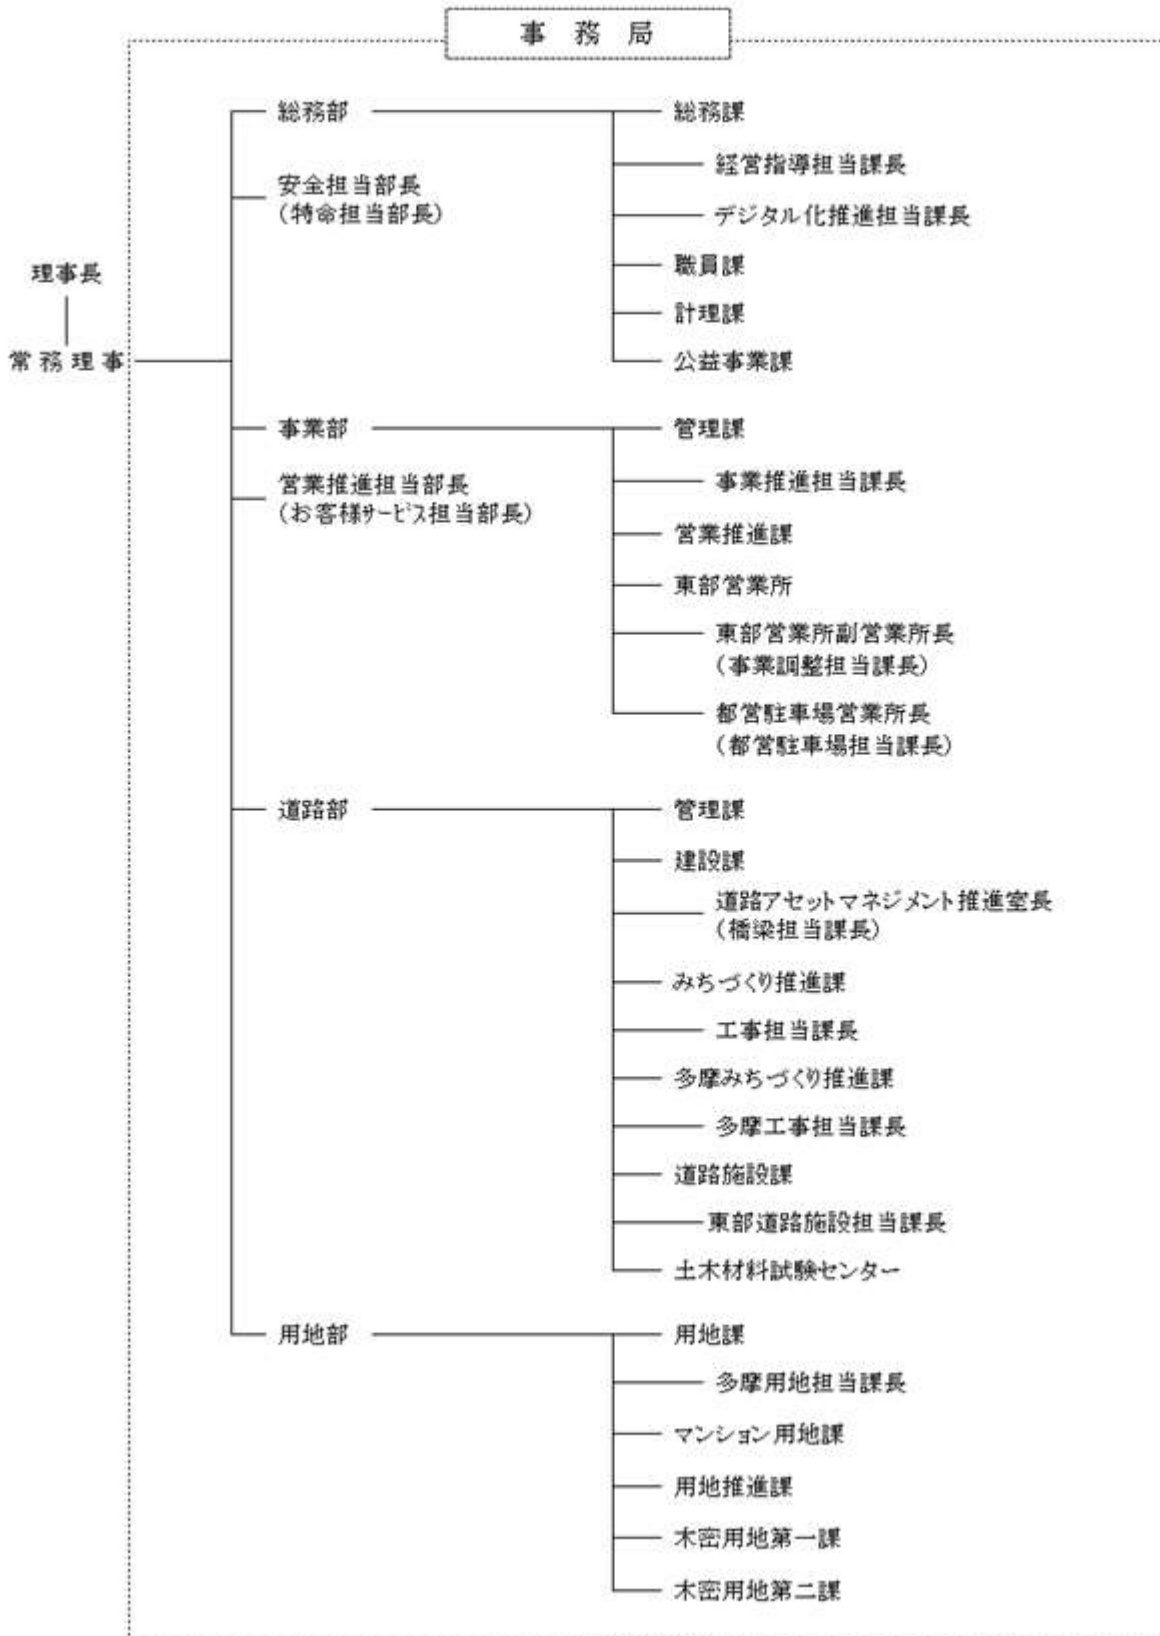 事務局
総務部
総務課
経営指導担当課長
安全担当部長
(特命担当部長)
デジタル化推進担当課長
職員課
理事長
計理課
常務理事
公益事業課
事業部
管理課
事業推進担当課長
営業推進担当部長
(お客様サービス担当部長)
営業推進課
東部営業所
東部営業所副営業所長
(事業調整担当課長)
都営駐車場営業所長
(都営駐車場担当課長)
道路部
管理課
建設課
道路アセットマネジメント推進室長
(橋梁担当課長)
みちづくり推進課
工事担当課長
多摩みちづくり推進課
多摩工事担当課長
道路施設課
東部道路施設担当課長
土木材料試験センター
用地部
用地課
多摩用地担当課長
マンション用地課
用地推進課
木密用地第一課
木密用地第二課